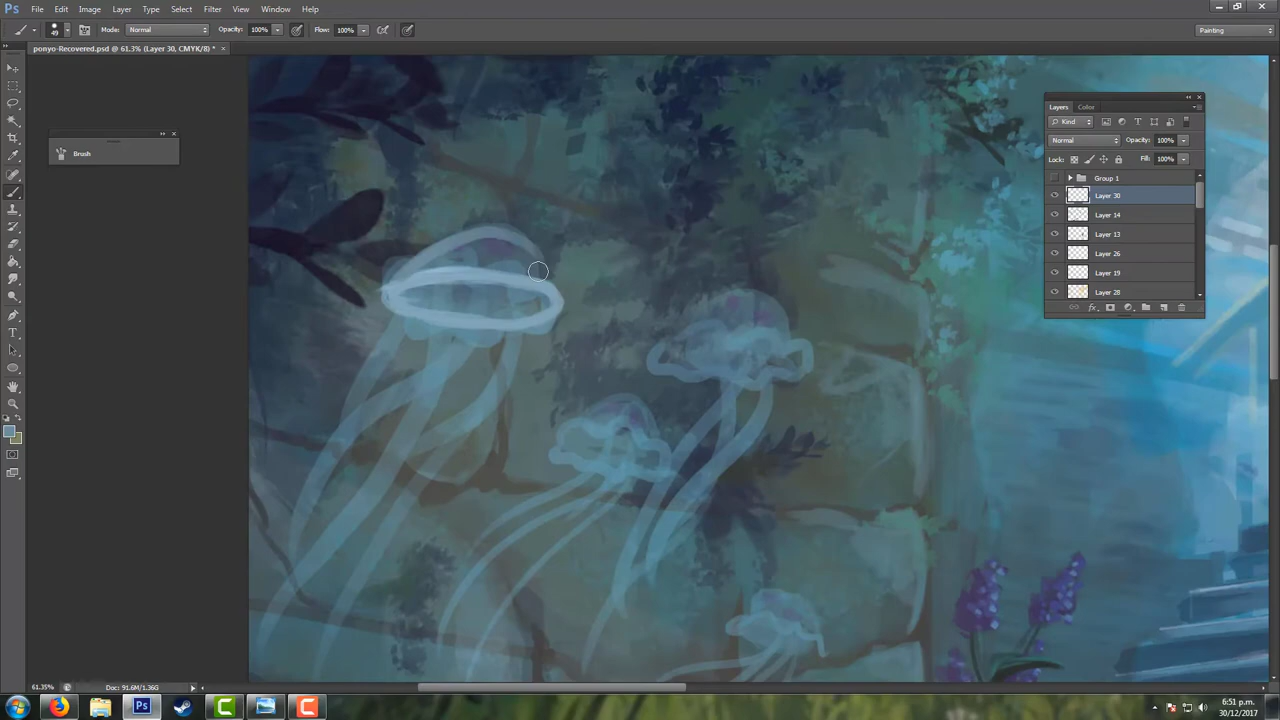 Ps File Edit Image Layer Type Select Filter View Window Help
49 Mode: Normal Opacity: 100% Flow: 100% Painting
ponyo-Recovered.psd @ 61.3% (Layer 30, CMYK/8) * ×
Brush
Layers Color
Kind
Normal Opacity: 100%
Lock: Fill: 100%
Group 1
Layer 30
Layer 14
Layer 13
Layer 26
Layer 19
Layer 28
fx
61.35% Doc: 91.6M/1.36G
Ps 6:51 p.m.
30/12/2017